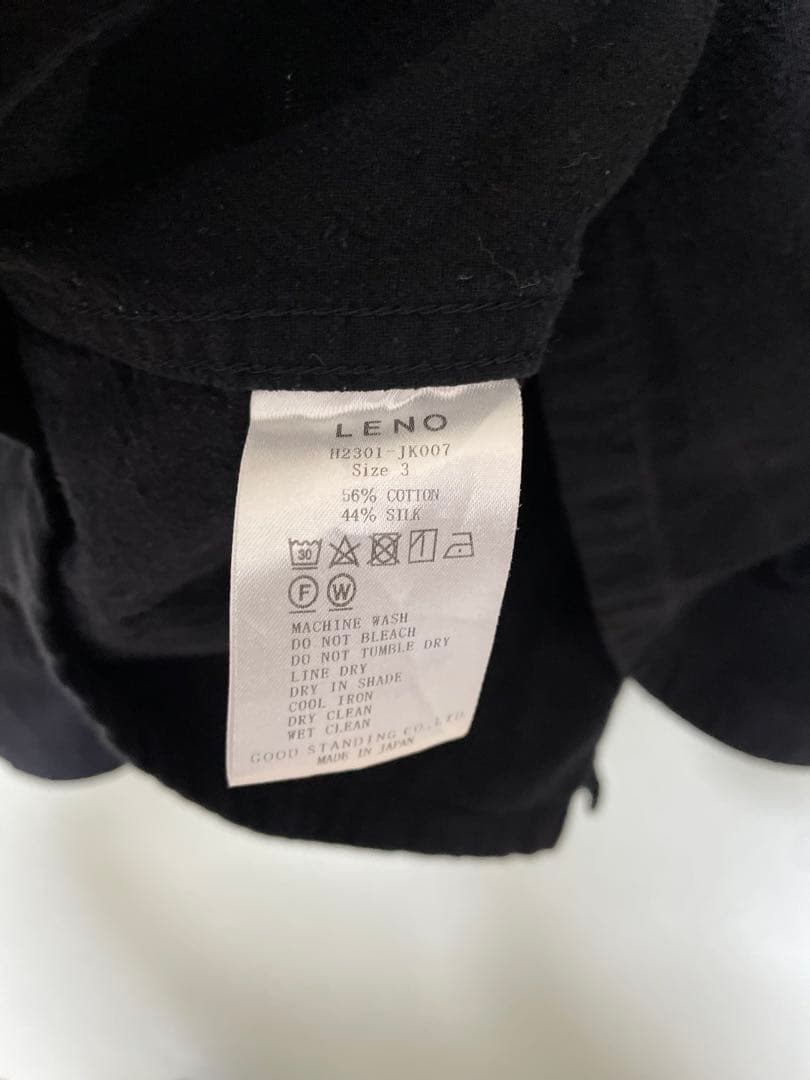 LENO
H2301-JK007
Size 3
56% COTTON
44% SILK
30
F W
MACHINE WASH
DO NOT BLEACH
DO NOT TUMBLE DRY
LINE DRY
DRY IN SHADE
COOL IRON
DRY CLEAN
WET CLEAN
GOOD STANDING CO.,LTD
MADE IN JAPAN